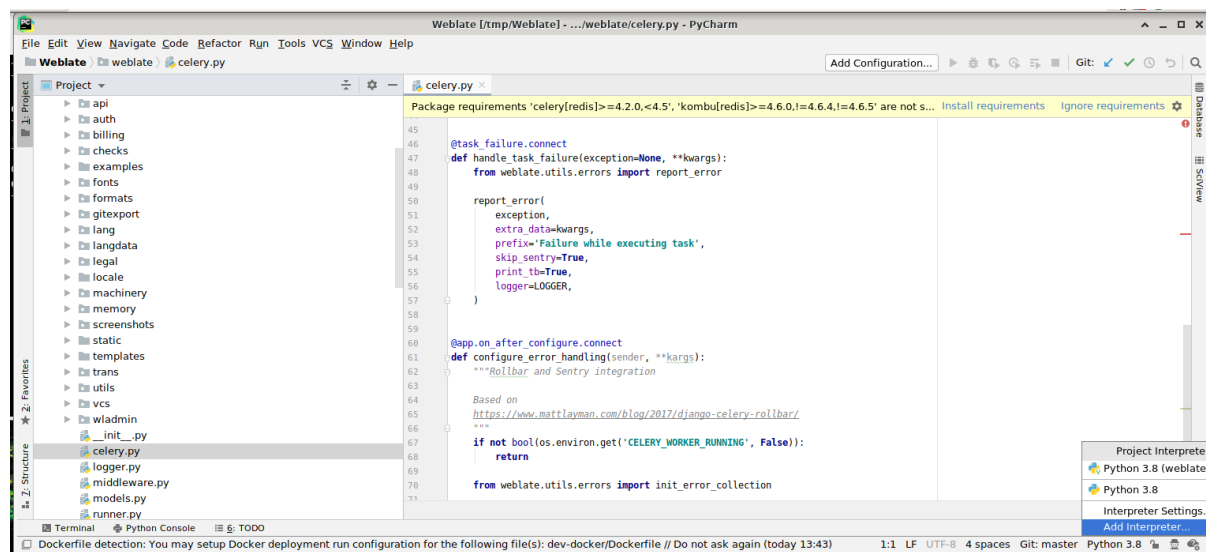 Weblate [/tmp/Weblate] - .../weblate/celery.py - PyCharm
File Edit View Navigate Code Refactor Run Tools VCS Window Help
Weblate weblate celery.py
Add Configuration... Git:
1: Project
Project
api
auth
billing
checks
examples
fonts
formats
gitexport
lang
langdata
legal
locale
machinery
memory
screenshots
static
templates
trans
utils
vcs
wladmin
__init__.py
celery.py
logger.py
middleware.py
models.py
runner.py
2: Favorites
7: Structure
celery.py
Package requirements 'celery[redis]>=4.2.0,<4.5', 'kombu[redis]>=4.6.0,!=4.6.4,!=4.6.5' are not s... Install requirements Ignore requirements
45
46 @task_failure.connect
47 def handle_task_failure(exception=None, **kwargs):
48 from weblate.utils.errors import report_error
49
50 report_error(
51 exception,
52 extra_data=kwargs,
53 prefix='Failure while executing task',
54 skip_sentry=True,
55 print_tb=True,
56 logger=LOGGER,
57 )
58
59
60 @app.on_after_configure.connect
61 def configure_error_handling(sender, **kargs):
62 """Rollbar and Sentry integration
63
64 Based on
65 https://www.mattlayman.com/blog/2017/django-celery-rollbar/
66 """
67 if not bool(os.environ.get('CELERY_WORKER_RUNNING', False)):
68 return
69
70 from weblate.utils.errors import init_error_collection
71
Database
SciView
Project Interprete
Python 3.8 (weblate
Python 3.8
Interpreter Settings.
Add Interpreter...
Terminal Python Console 6: TODO
Dockerfile detection: You may setup Docker deployment run configuration for the following file(s): dev-docker/Dockerfile // Do not ask again (today 13:43) 1:1 LF UTF-8 4 spaces Git: master Python 3.8